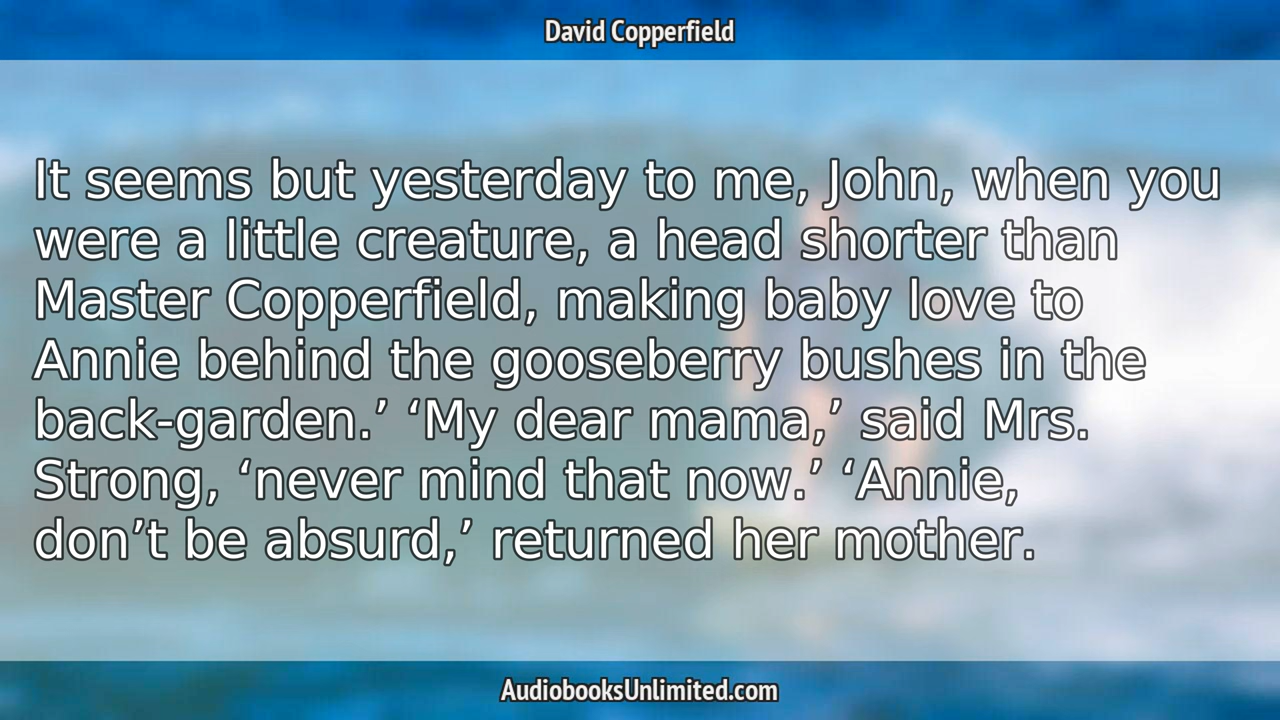 David Copperfield
It seems but yesterday to me, John, when you
were a little creature, a head shorter than
Master Copperfield, making baby love to
Annie behind the gooseberry bushes in the
back-garden.’ ‘My dear mama,’ said Mrs.
Strong, ‘never mind that now.’ ‘Annie,
don’t be absurd,’ returned her mother.
AudiobooksUnlimited.com